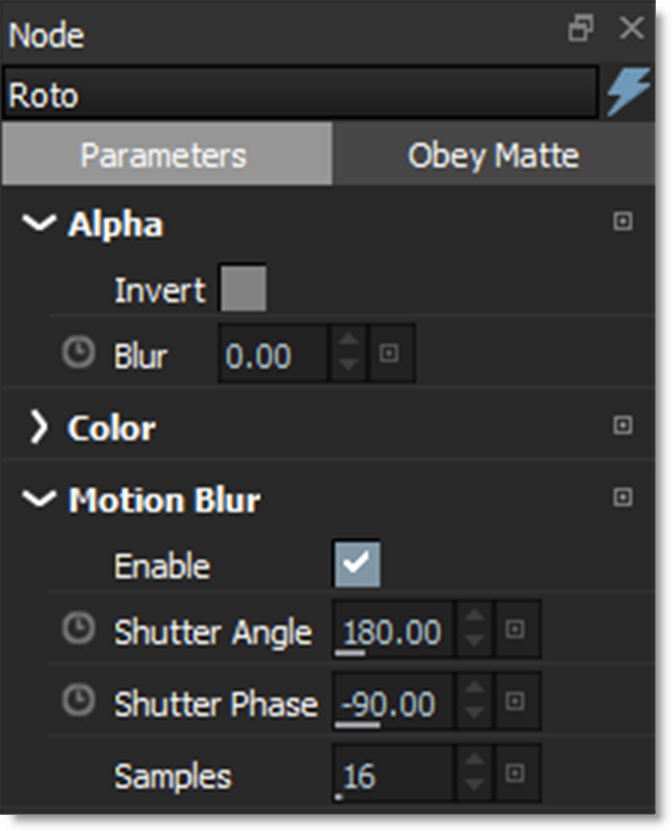 Node
Roto
Parameters Obey Matte
Alpha
Invert
Blur 0.00
Color
Motion Blur
Enable
Shutter Angle 180.00
Shutter Phase -90.00
Samples 16